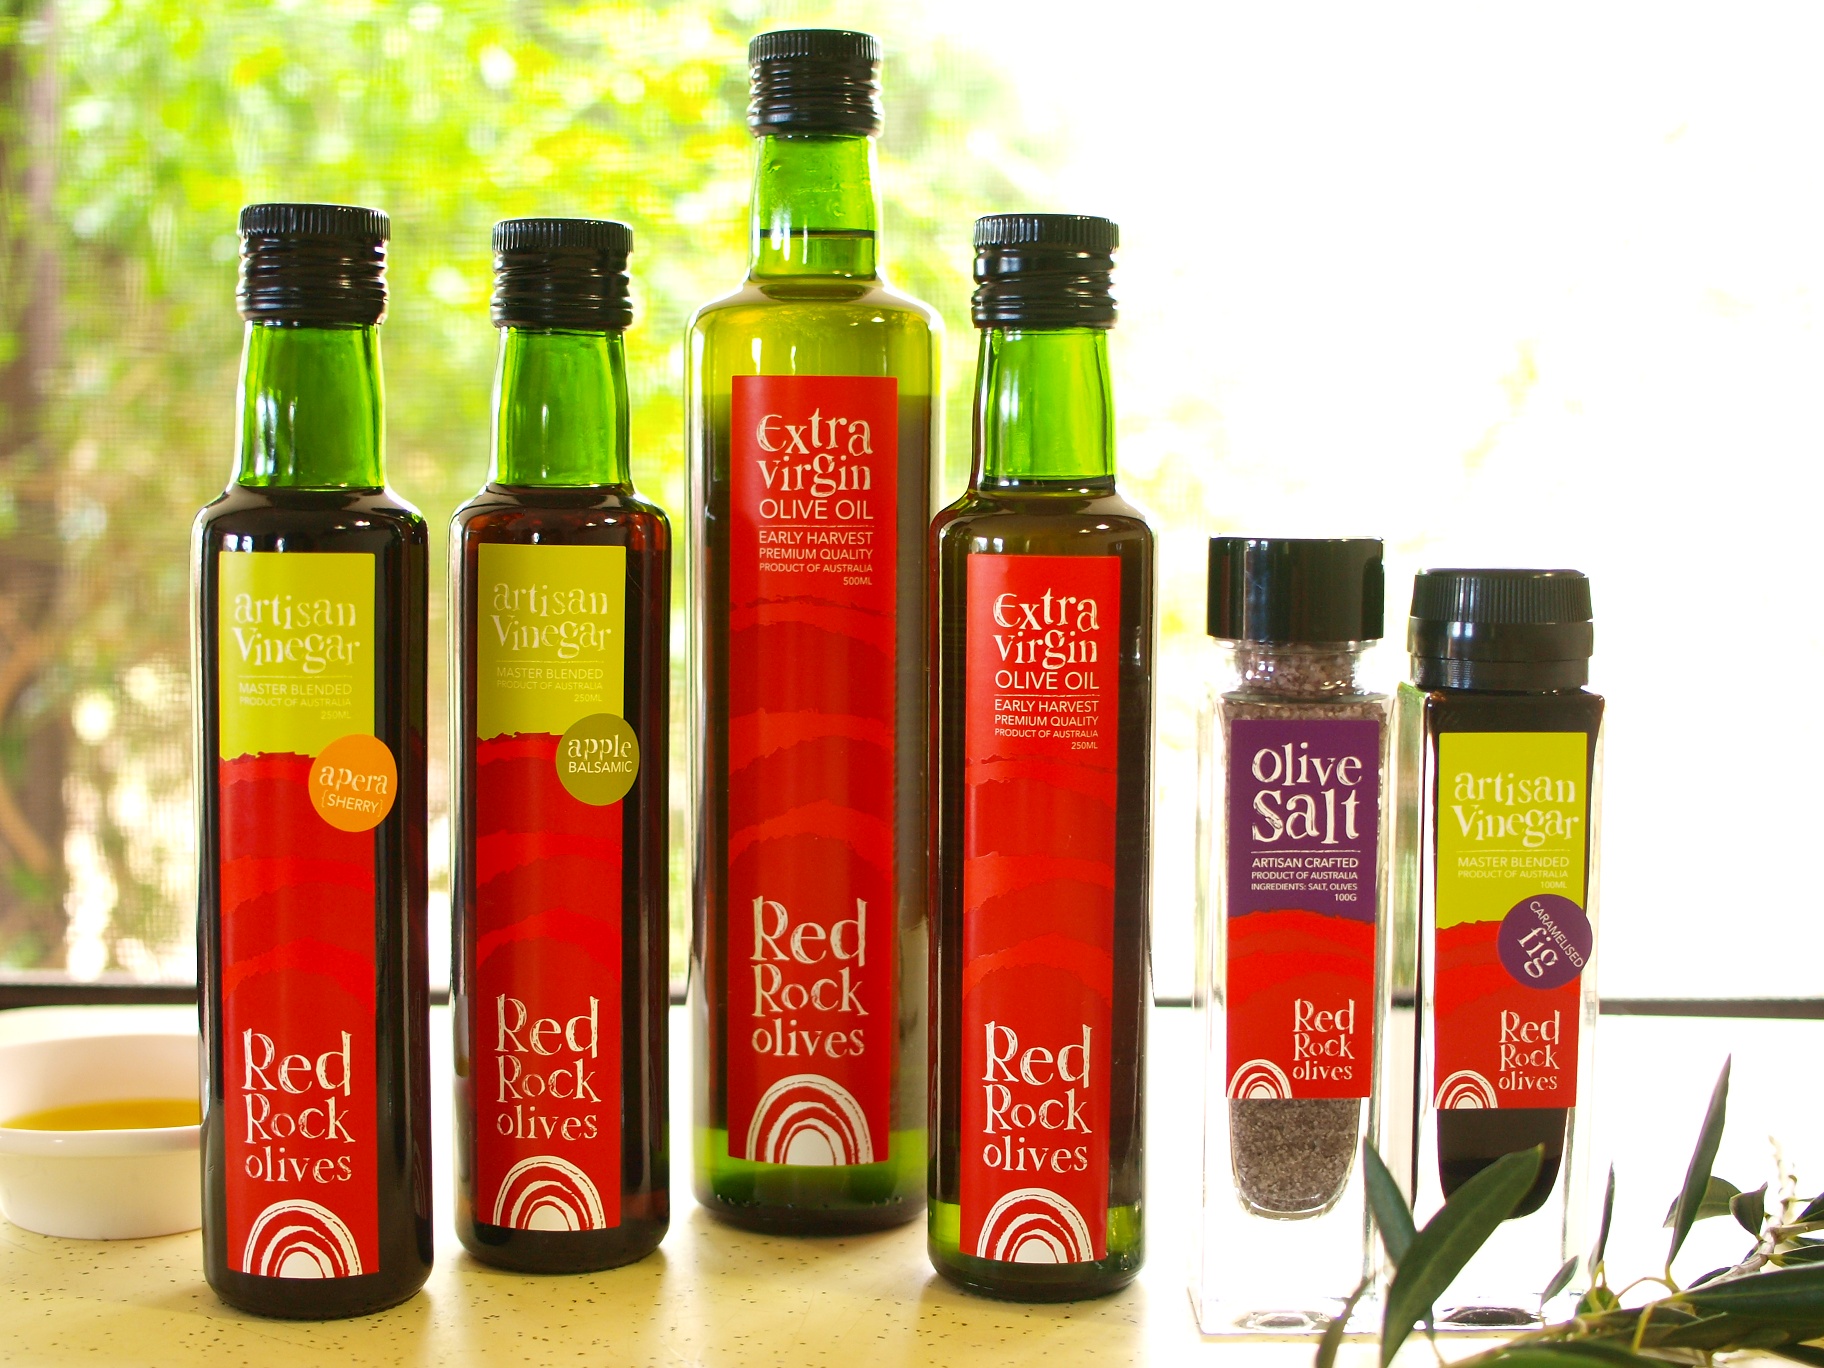 artisan
Vinegar
MASTER BLENDED
PRODUCT OF AUSTRALIA
250ML
apera
{SHERRY}
Red
Rock
olives
artisan
Vinegar
MASTER BLENDED
PRODUCT OF AUSTRALIA
250ML
apple
BALSAMIC
Red
Rock
olives
Extra
virgin
OLIVE OIL
EARLY HARVEST
PREMIUM QUALITY
PRODUCT OF AUSTRALIA
500ML
Red
Rock
olives
Extra
virgin
OLIVE OIL
EARLY HARVEST
PREMIUM QUALITY
PRODUCT OF AUSTRALIA
250ML
Red
Rock
olives
olive
Salt
ARTISAN CRAFTED
PRODUCT OF AUSTRALIA
INGREDIENTS: SALT, OLIVES
100G
Red
Rock
olives
artisan
Vinegar
MASTER BLENDED
PRODUCT OF AUSTRALIA
100ML
CARAMELISED
fig
Red
Rock
olives